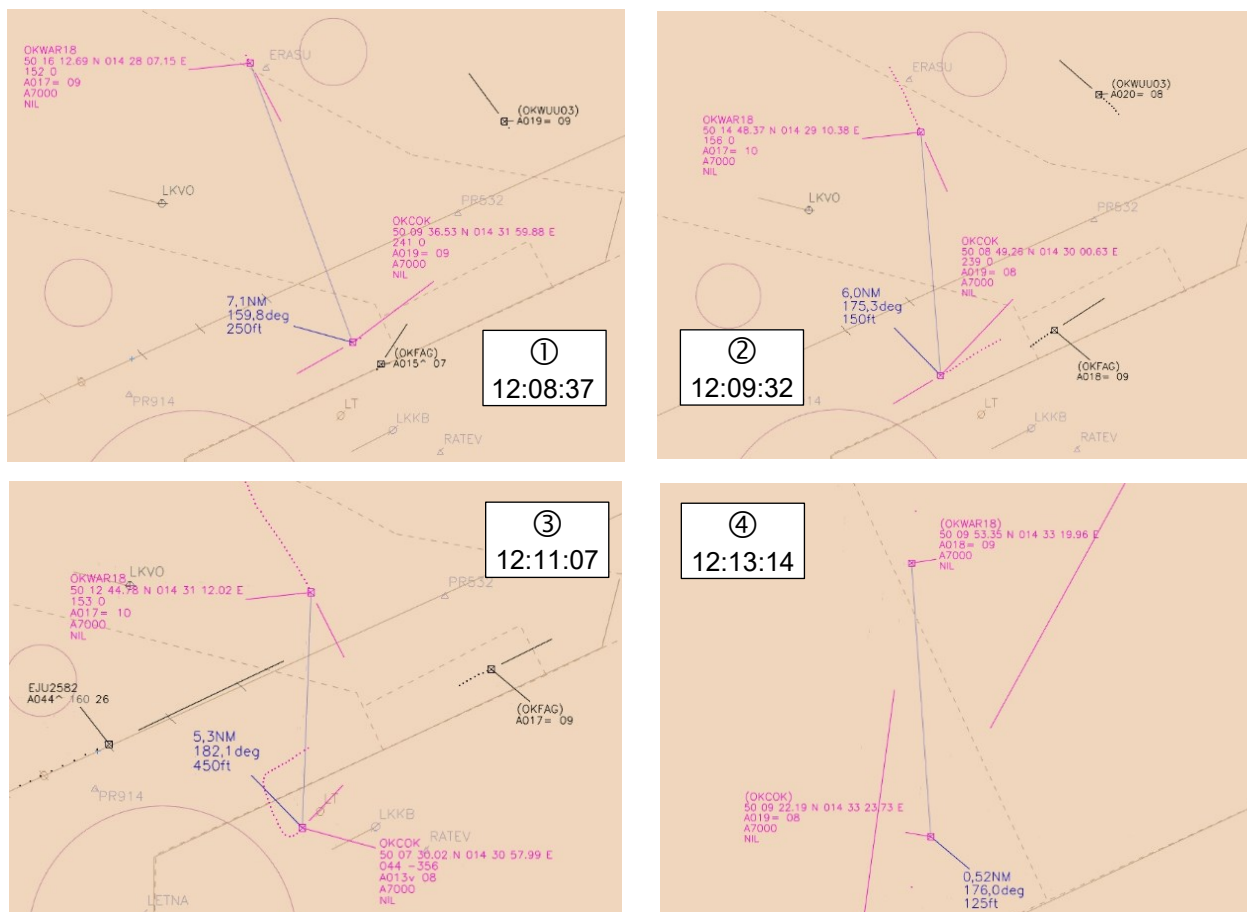 ERASU
OKWAR18
50 16 12.69 N 014 28 07.15 E
152 0
A017= 09
A7000
NIL
(OKWUU03)
A019= 09
LKVO
PR532
OKCOK
50 09 36.53 N 014 31 59.88 E
241 0
A019= 09
A7000
NIL
7,1NM
159,8deg
250ft
(OKFAG)
A015^ 07
PR914
LT
LKKB
RATEV
①
12:08:37
ERASU
(OKWUU03)
A020= 08
OKWAR18
50 14 48.37 N 014 29 10.38 E
156 0
A017= 10
A7000
NIL
LKVO
PR532
OKCOK
50 08 49,26 N 014 30 00.63 E
239 0
A019= 08
A7000
NIL
6,0NM
175,3deg
150ft
(OKFAG)
A018= 09
②
12:09:32
14
LT
LKKB
RATEV
③
12:11:07
OKWAR18
LKVO
50 12 44.78 N 014 31 12.02 E
153 0
A017= 10
A7000
NIL
PR532
EJU2582
A044^ 160 26
(OKFAG)
A017= 09
5,3NM
182,1deg
450ft
PR914
LT
LKKB
RATEV
OKCOK
50 07 30.02 N 014 30 57.99 E
044 -356
A013v 08
A7000
NIL
LETNA
④
12:13:14
(OKWAR18)
50 09 53.35 N 014 33 19.96 E
A018= 09
A7000
NIL
(OKCOK)
50 09 22.19 N 014 33 23.73 E
A019= 08
A7000
NIL
0,52NM
176,0deg
125ft